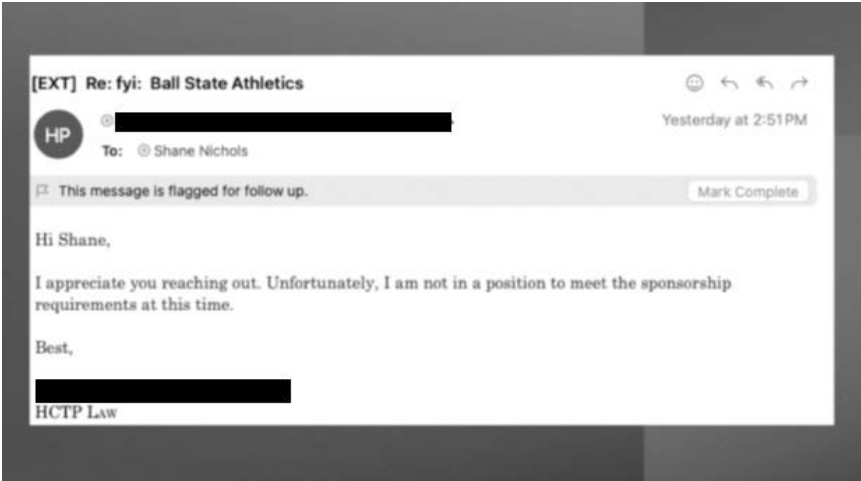 [EXT] Re: fyi: Ball State Athletics
HP
Yesterday at 2:51 PM
To: Shane Nichols
This message is flagged for follow up.
Mark Complete
Hi Shane,
I appreciate you reaching out. Unfortunately, I am not in a position to meet the sponsorship
requirements at this time.
Best,
HCTP LAW